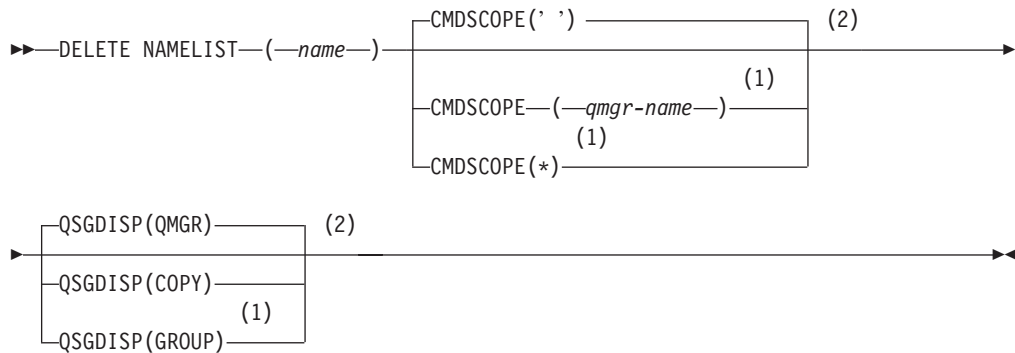 CMDSCOPE(’ ’) (2)
DELETE NAMELIST ( name )
(1)
CMDSCOPE ( qmgr-name )
(1)
CMDSCOPE(*)
QSGDISP(QMGR) (2)
QSGDISP(COPY)
(1)
QSGDISP(GROUP)